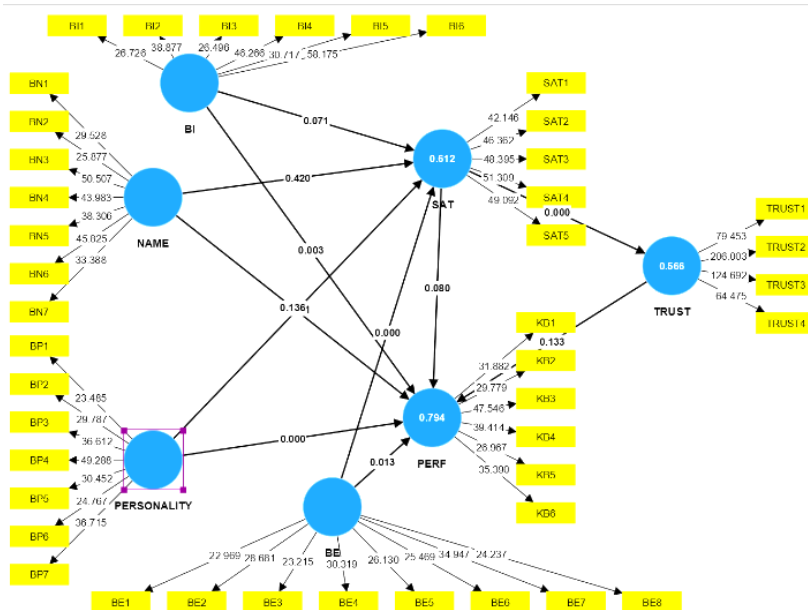 BI1 BI2 BI3 BI4 BI5 BI6
26.726 38.877 26.496 46.266 30.717 58.175
BI
BN1
BN2
BN3
BN4
BN5
BN6
BN7
29.528
25.877
50.507
43.983
38.306
45.025
33.388
NAME
BP1
BP2
BP3
BP4
BP5
BP6
BP7
23.465
29.787
36.612
49.288
30.452
24.767
36.715
PERSONALITY
0.071
0.420
0.003
0.136
0.000
0.000
0.013
0.080
0.612
SAT
SAT1
SAT2
SAT3
SAT4
SAT5
42.146
46.362
48.395
51.309
49.092
0.000
0.566
TRUST
TRUST1
TRUST2
TRUST3
TRUST4
79.453
206.003
124.692
64.475
0.133
0.794
PERF
KB1
KB2
KB3
KB4
KB5
KB6
31.882
29.779
47.546
39.414
26.967
35.300
BE
22.969 28.681 23.215 30.319 26.130 25.469 34.947 24.237
BE1 BE2 BE3 BE4 BE5 BE6 BE7 BE8